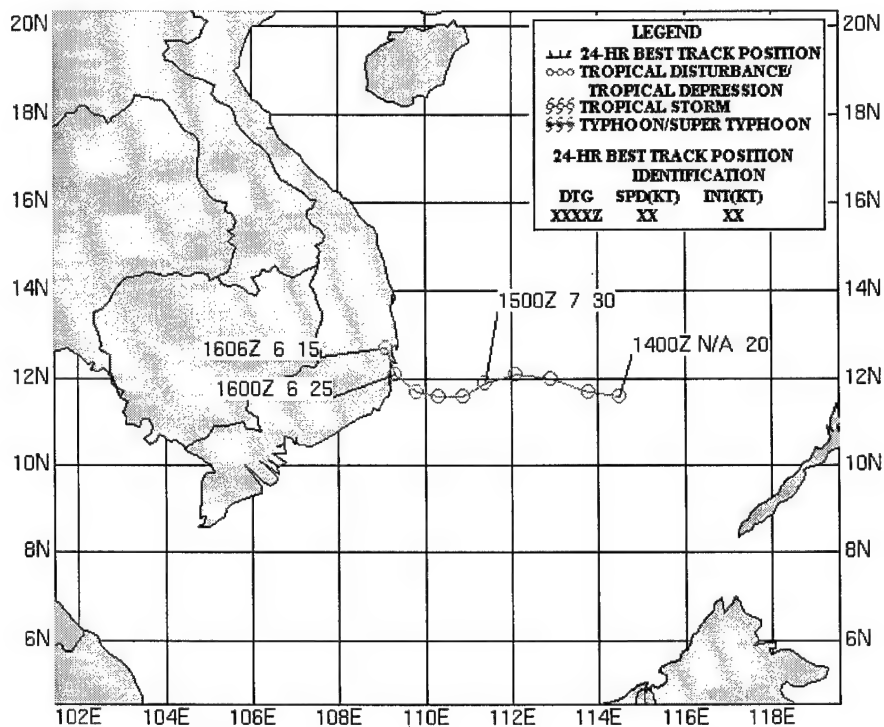 LEGEND
24-HR BEST TRACK POSITION
TROPICAL DISTURBANCE/
TROPICAL DEPRESSION
TROPICAL STORM
TYPHOON/SUPER TYPHOON
24-HR BEST TRACK POSITION
IDENTIFICATION
DTG SPD(KT) INT(KT)
XXXXZ XX XX
20N 20N
18N 18N
16N 16N
14N 14N
1500Z 7 30
1606Z 6 15
1400Z N/A 20
12N 12N
1600Z 6 25
10N 10N
8N 8N
6N 6N
102E 104E 106E 108E 110E 112E 114E 116E 118E